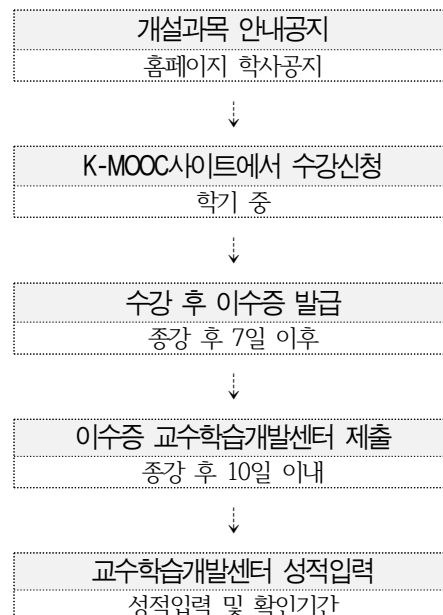 개설과목 안내공지
홈페이지 학사공지
K-MOOC사이트에서 수강신청
학기 중
수강 후 이수증 발급
종강 후 7일 이후
이수증 교수학습개발센터 제출
종강 후 10일 이내
교수학습개발센터 성적입력
성적입력 및 확인기간